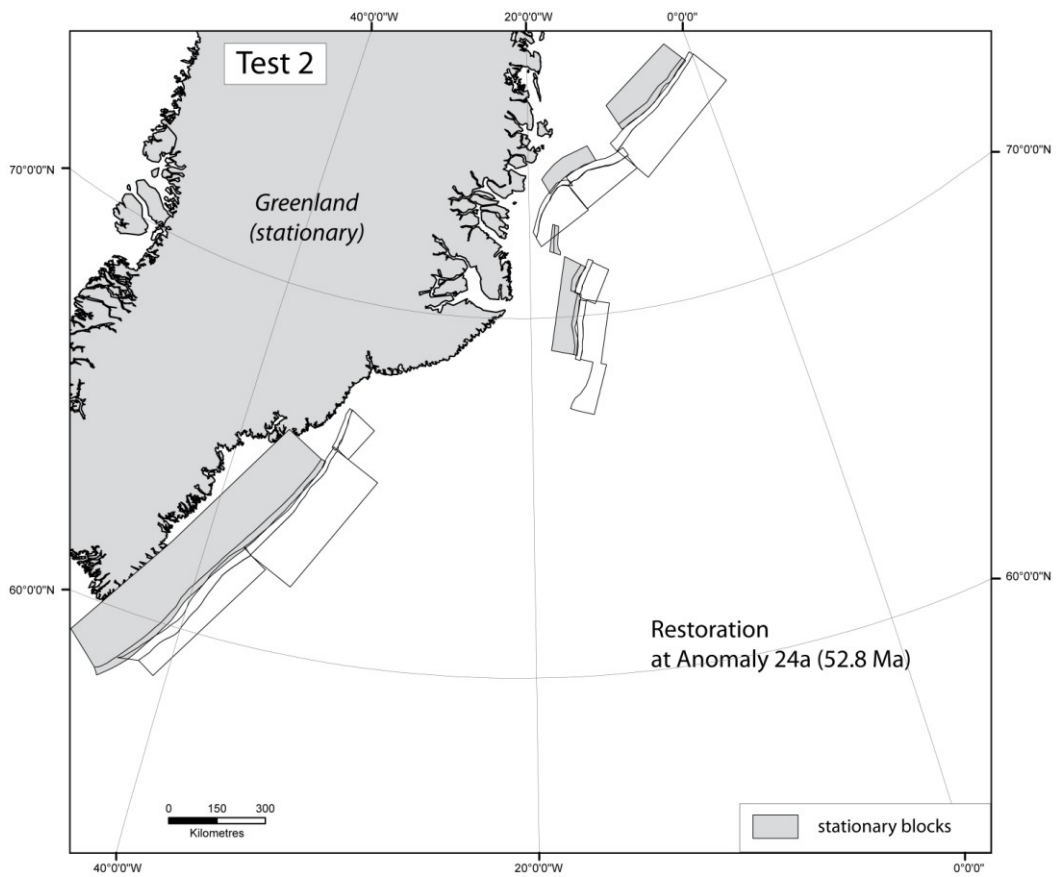 40°0'0"W
20°0'0"W
0°0'0"
Test 2
70°0'0"N
70°0'0"N
Greenland
(stationary)
60°0'0"N
60°0'0"N
Restoration
at Anomaly 24a (52.8 Ma)
0
150
300
Kilometres
stationary blocks
40°0'0"W
20°0'0"W
0°0'0"